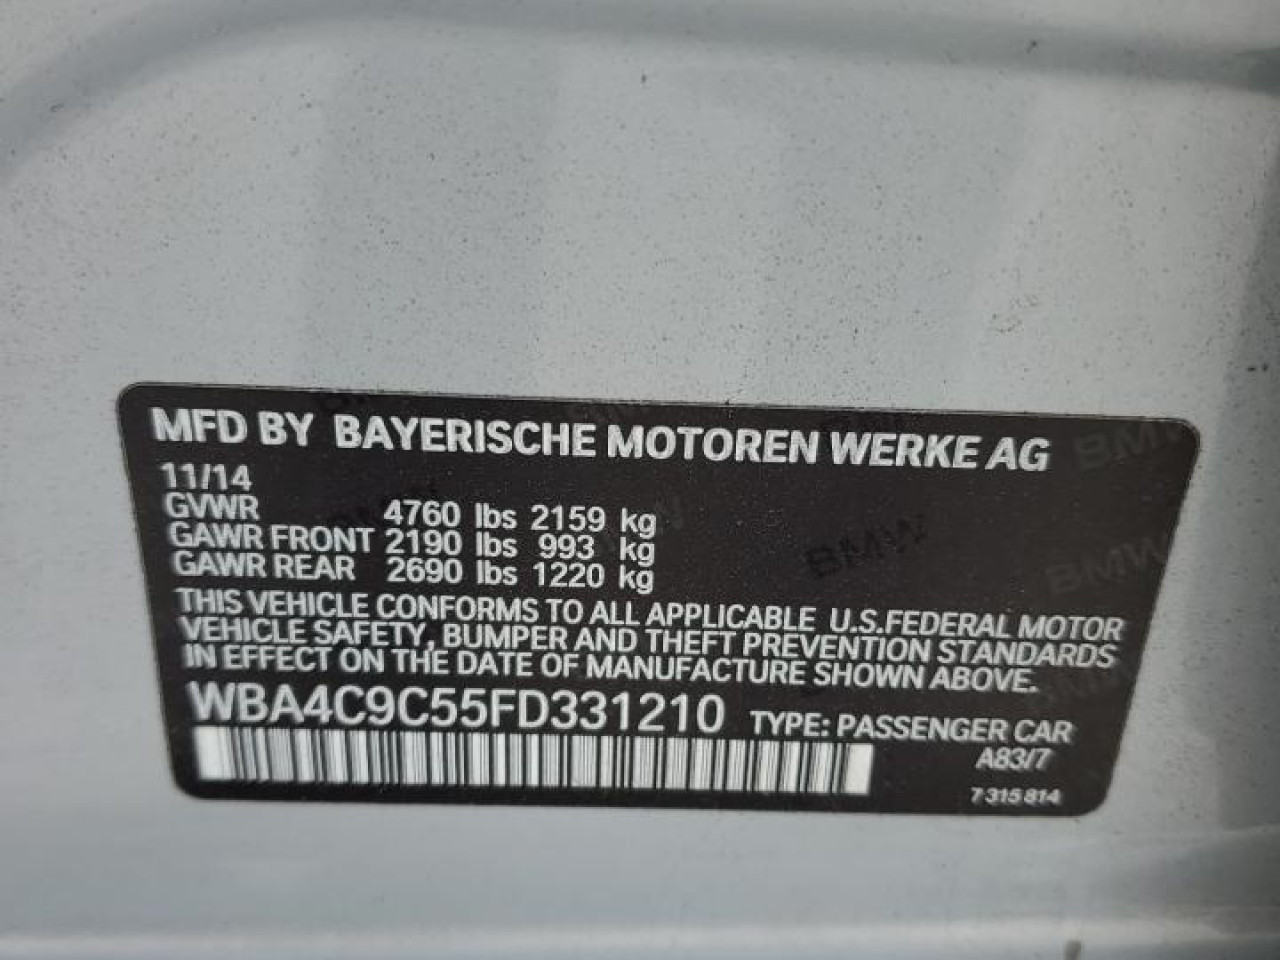 MFD BY BAYERISCHE MOTOREN WERKE AG
11/14
GVWR 4760 lbs 2159 kg
GAWR FRONT 2190 lbs 993 kg
GAWR REAR 2690 lbs 1220 kg
THIS VEHICLE CONFORMS TO ALL APPLICABLE U.S.FEDERAL MOTOR
VEHICLE SAFETY, BUMPER AND THEFT PREVENTION STANDARDS
IN EFFECT ON THE DATE OF MANUFACTURE SHOWN ABOVE.
WBA4C9C55FD331210 TYPE: PASSENGER CAR
A83/7
7 315 814